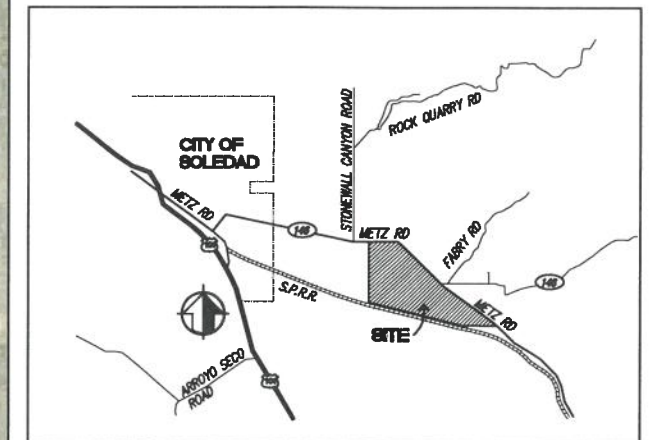 ROCK QUARRY RD
STONEWALL CANYON ROAD
CITY OF
SOLEDAD
METZ RD
146
METZ RD
FABRY RD
146
METZ RD
S.P.R.R.
SITE
ARROYO SECO
ROAD